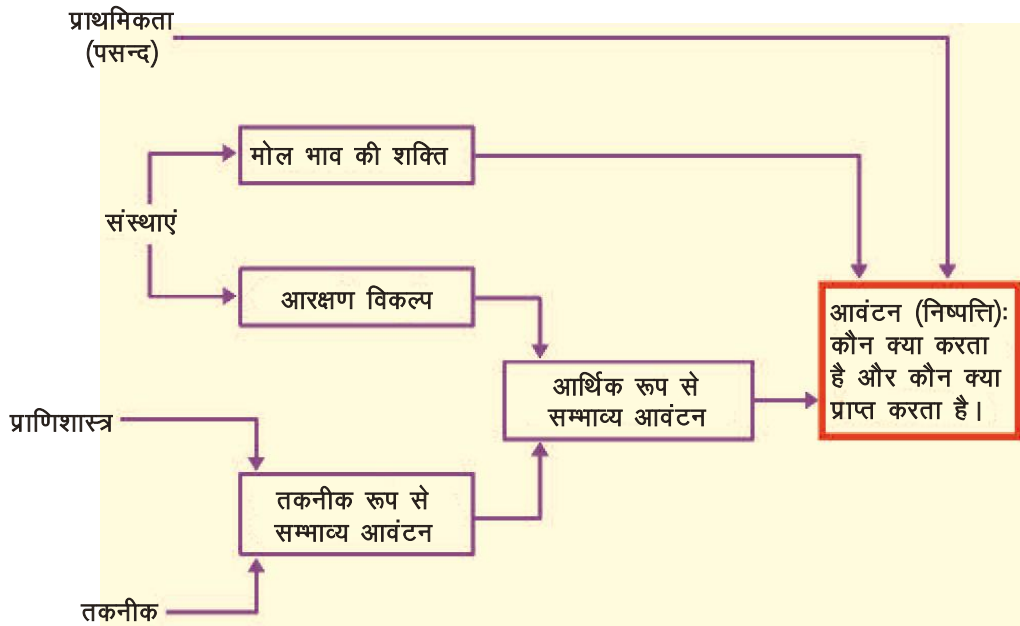 प्राथमिकता
(पसन्द)
मोल भाव की शक्ति
संस्थाएं
आरक्षण विकल्प
आवंटन (निष्पत्ति):
कौन क्या करता
है और कौन क्या
प्राप्त करता है।
आर्थिक रूप से
सम्भाव्य आवंटन
प्राणिशास्त्र
तकनीक रूप से
सम्भाव्य आवंटन
तकनीक